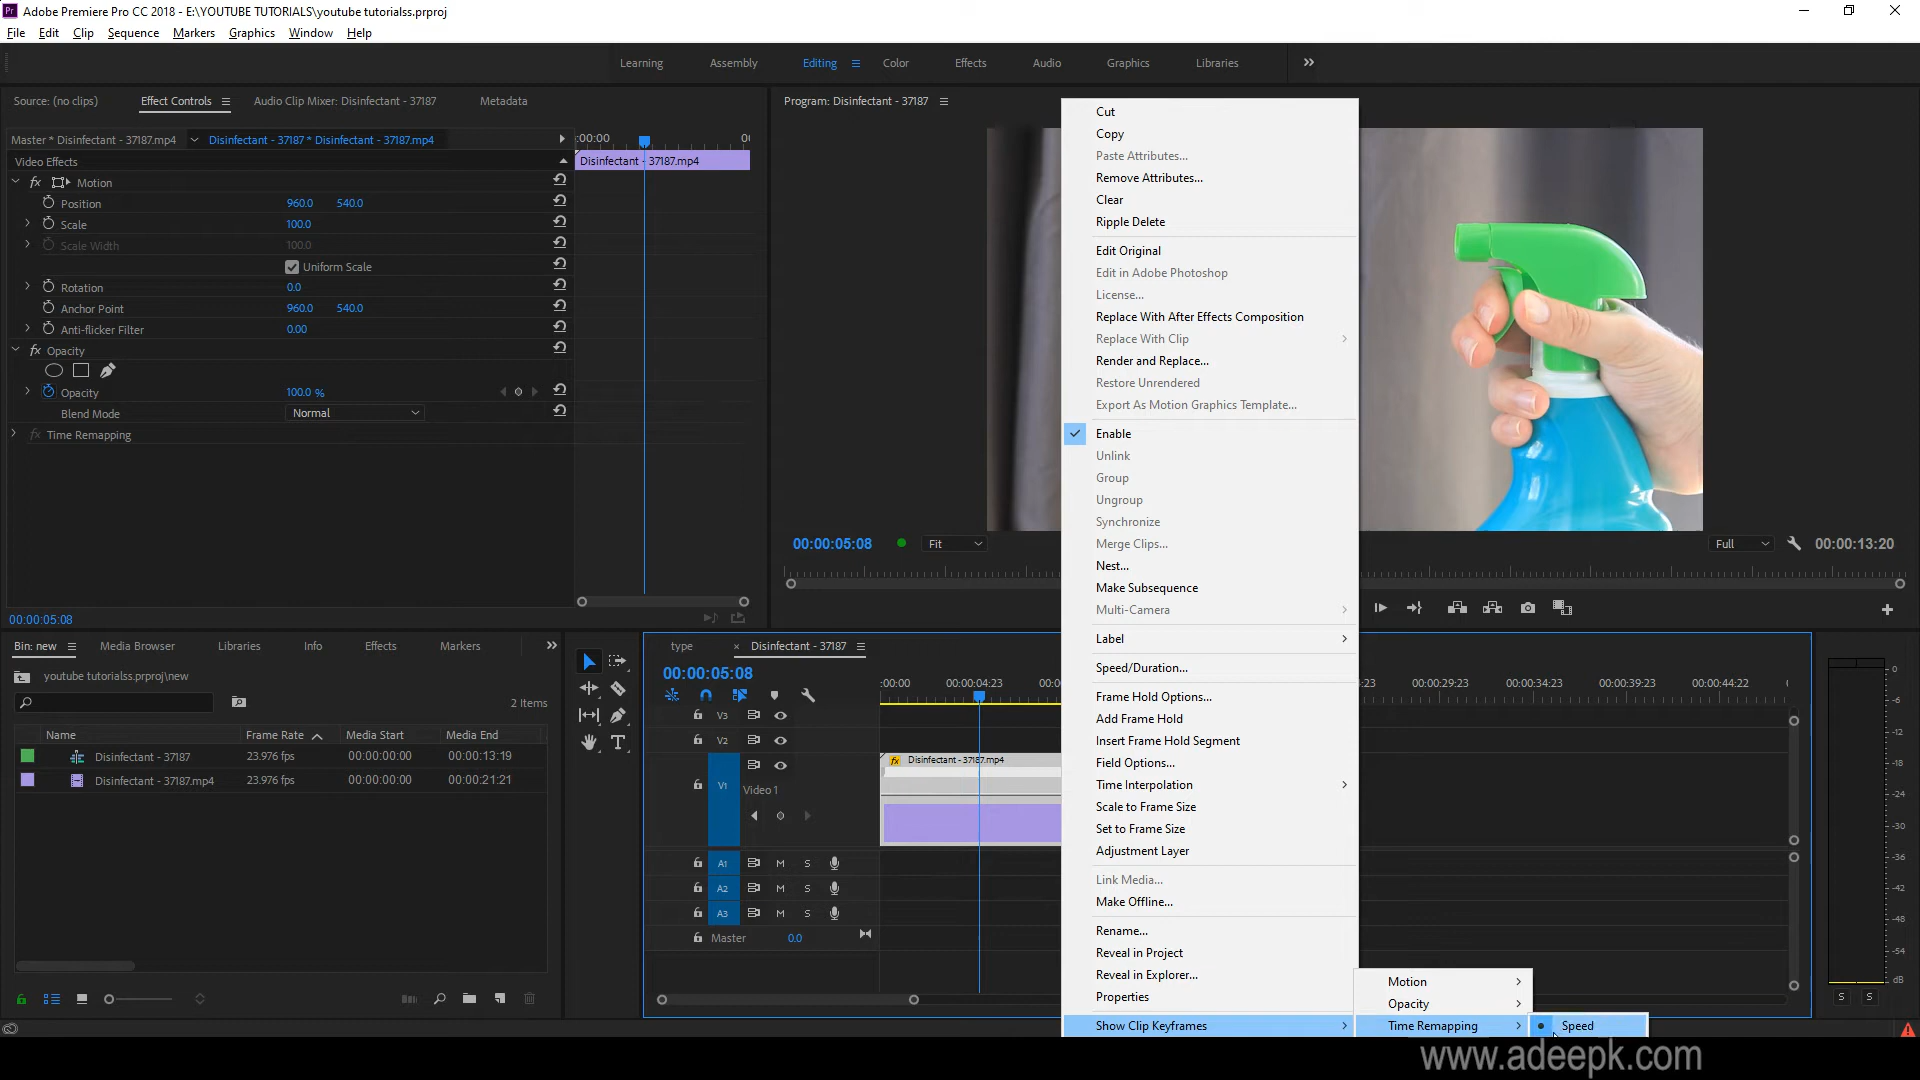 Adobe Premiere Pro CC 2018 - E:\YOUTUBE TUTORIALS\youtube tutorialss.prproj
File Edit Clip Sequence Markers Graphics Window Help
Learning Assembly Editing Color Effects Audio Graphics Libraries
Source: (no clips) Effect Controls Audio Clip Mixer: Disinfectant - 37187 Metadata
Master * Disinfectant - 37187.mp4 Disinfectant - 37187 * Disinfectant - 37187.mp4
:00:00
Video Effects
Disinfectant - 37187.mp4
fx Motion
Position 960.0 540.0
Scale 100.0
Scale Width 100.0
Uniform Scale
Rotation 0.0
Anchor Point 960.0 540.0
Anti-flicker Filter 0.00
fx Opacity
Opacity 100.0 %
Blend Mode Normal
fx Time Remapping
00:00:05:08
Program: Disinfectant - 37187
00:00:05:08 Fit Full 00:00:13:20
Cut
Copy
Paste Attributes...
Remove Attributes...
Clear
Ripple Delete
Edit Original
Edit in Adobe Photoshop
License...
Replace With After Effects Composition
Replace With Clip
Render and Replace...
Restore Unrendered
Export As Motion Graphics Template...
Enable
Unlink
Group
Ungroup
Synchronize
Merge Clips...
Nest...
Make Subsequence
Multi-Camera
Label
Speed/Duration...
Frame Hold Options...
Add Frame Hold
Insert Frame Hold Segment
Field Options...
Time Interpolation
Scale to Frame Size
Set to Frame Size
Adjustment Layer
Link Media...
Make Offline...
Rename...
Reveal in Project
Reveal in Explorer...
Properties
Show Clip Keyframes
Motion
Opacity
Time Remapping
Speed
Bin: new Media Browser Libraries Info Effects Markers
youtube tutorialss.prproj\new
2 Items
Name Frame Rate Media Start Media End
Disinfectant - 37187 23.976 fps 00:00:00:00 00:00:13:19
Disinfectant - 37187.mp4 23.976 fps 00:00:00:00 00:00:21:21
type × Disinfectant - 37187
00:00:05:08
:00:00 00:00:04:23 00:00:29:23 00:00:34:23 00:00:39:23 00:00:44:22
V3
V2
V1 Video 1
fx Disinfectant - 37187.mp4
A1 M S
A2 M S
A3 M S
Master 0.0
0
-6
-12
-18
-24
-30
-36
-42
-48
-54
dB
S S
www.adeepk.com